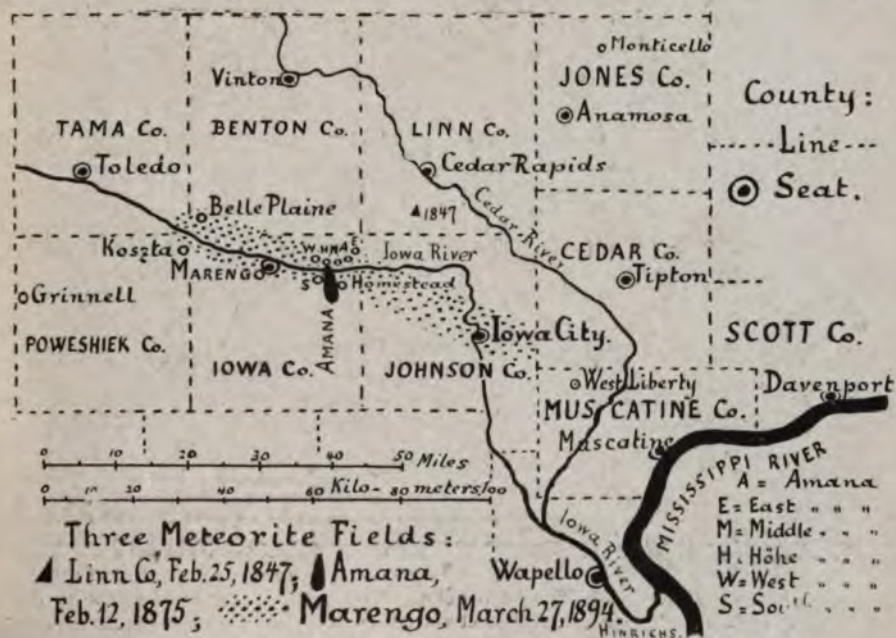 Monticello
Vinton
JONES Co.
County:
TAMA Co.
BENTON Co.
LINN Co.
Anamosa
Line
Toledo
Cedar Rapids
Seat.
Belle Plaine
1847
Cedar River
Koszta
W.HMAE
Iowa River
CEDAR Co.
MARENGO
S
Homestead
Tipton
Grinnell
AMANA
Iowa City.
SCOTT Co.
POWESHIEK Co.
IOWA Co.
JOHNSON Co.
West Liberty
Davenport
MUSCATINE Co.
Muscatine
0 10 20 30 40 50 Miles
0 10 20 40 60 Kilo- 80 meters/100
MISSISSIPPI RIVER
A = Amana
E = East " " "
M = Middle " " "
H. Höhe " " "
W = West " " "
S = South " " "
Iowa River
Wapello
Three Meteorite Fields:
Linn Co., Feb. 25, 1847; Amana,
Feb. 12, 1875; Marengo, March 27, 1894.
HINRICHS.